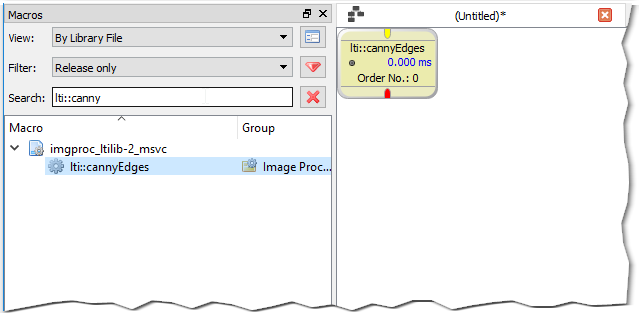 Macros
View: By Library File
Filter: Release only
Search: lti::canny
Macro Group
imgproc_ltilib-2_msvc
lti::cannyEdges Image Proc...
(Untitled)*
lti::cannyEdges
0.000 ms
Order No.: 0